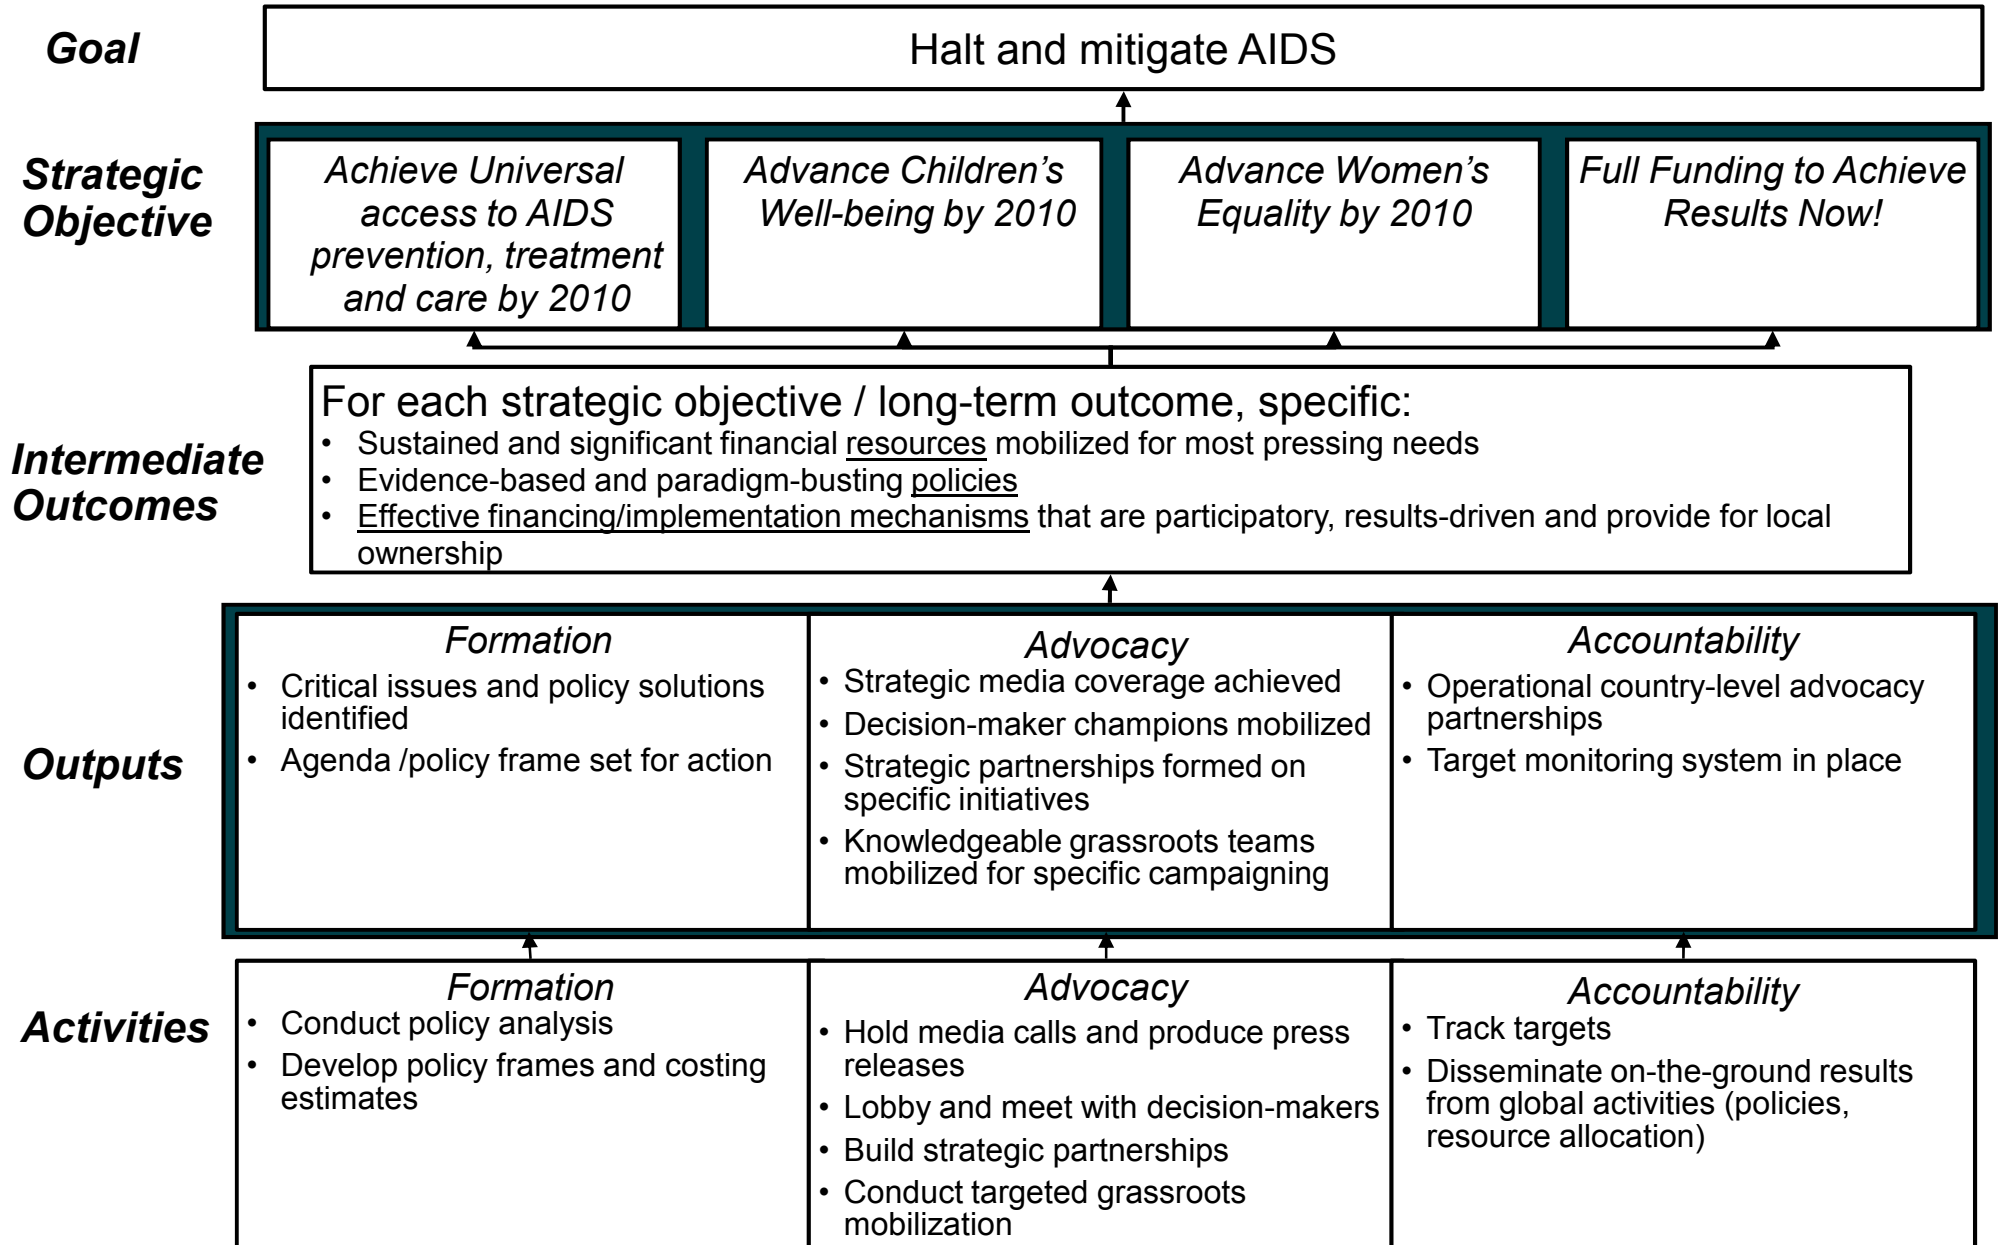 Goal
Halt and mitigate AIDS
Strategic
Objective
Achieve Universal
access to AIDS
prevention, treatment
and care by 2010
Advance Children’s
Well-being by 2010
Advance Women’s
Equality by 2010
Full Funding to Achieve
Results Now!
Intermediate
Outcomes
For each strategic objective / long-term outcome, specific:
• Sustained and significant financial resources mobilized for most pressing needs
• Evidence-based and paradigm-busting policies
• Effective financing/implementation mechanisms that are participatory, results-driven and provide for local
ownership
Outputs
Formation
• Critical issues and policy solutions
identified
• Agenda /policy frame set for action
Advocacy
• Strategic media coverage achieved
• Decision-maker champions mobilized
• Strategic partnerships formed on
specific initiatives
• Knowledgeable grassroots teams
mobilized for specific campaigning
Accountability
• Operational country-level advocacy
partnerships
• Target monitoring system in place
Activities
Formation
• Conduct policy analysis
• Develop policy frames and costing
estimates
Advocacy
• Hold media calls and produce press
releases
• Lobby and meet with decision-makers
• Build strategic partnerships
• Conduct targeted grassroots
mobilization
Accountability
• Track targets
• Disseminate on-the-ground results
from global activities (policies,
resource allocation)